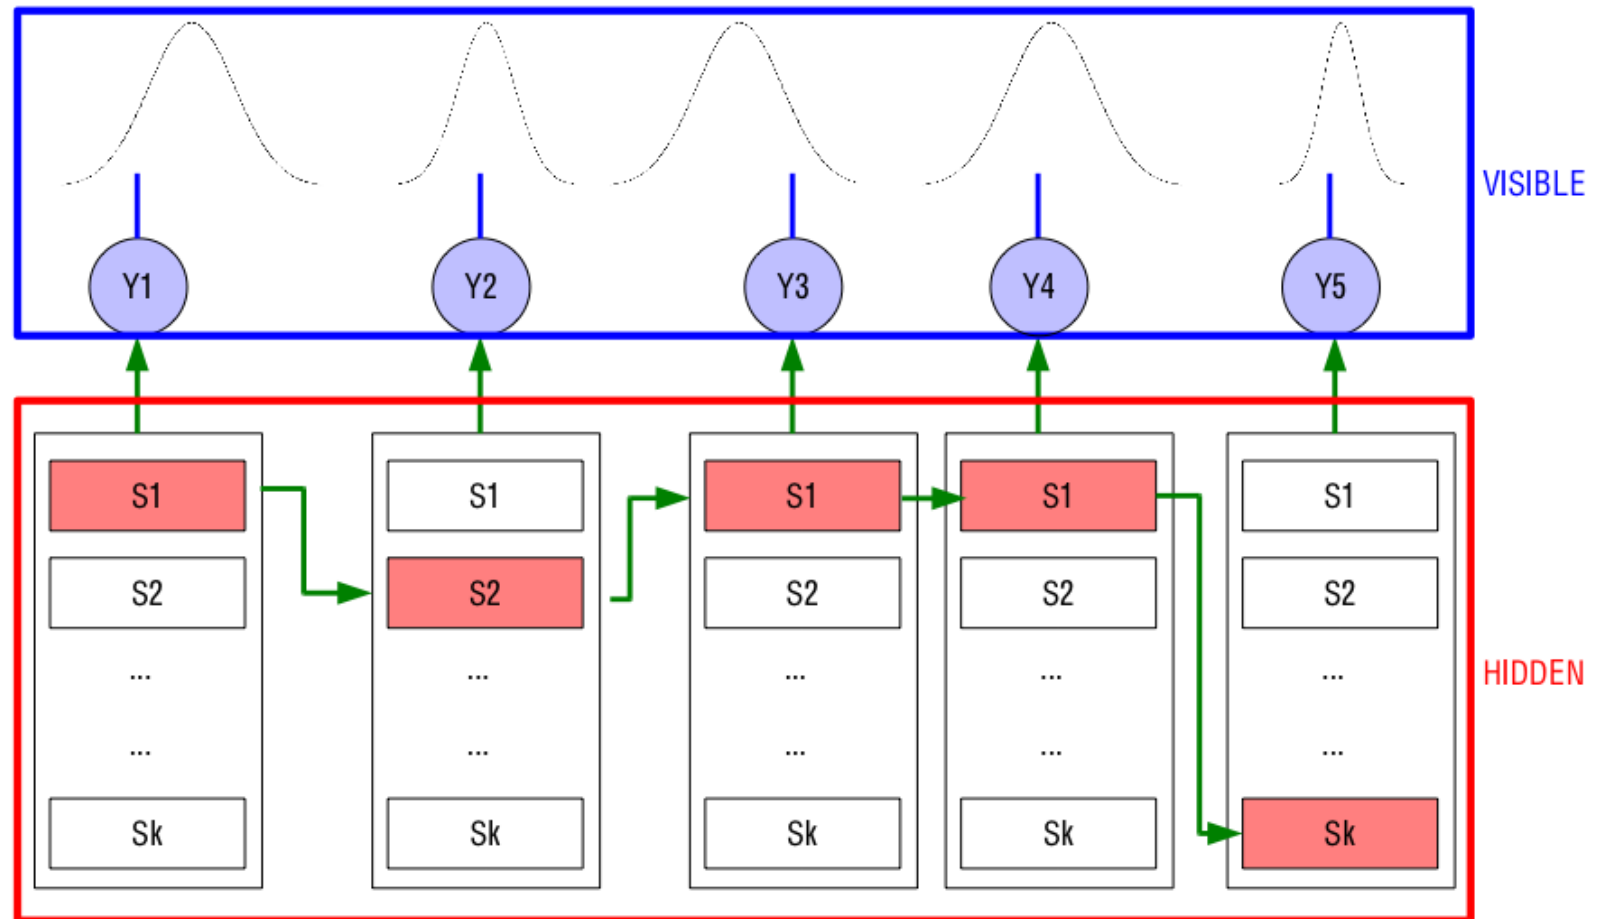 VISIBLE
Y1 Y2 Y3 Y4 Y5
S1 S1 S1 S1 S1
S2 S2 S2 S2 S2
... ... ... ... ...
HIDDEN
... ... ... ... ...
Sk Sk Sk Sk Sk